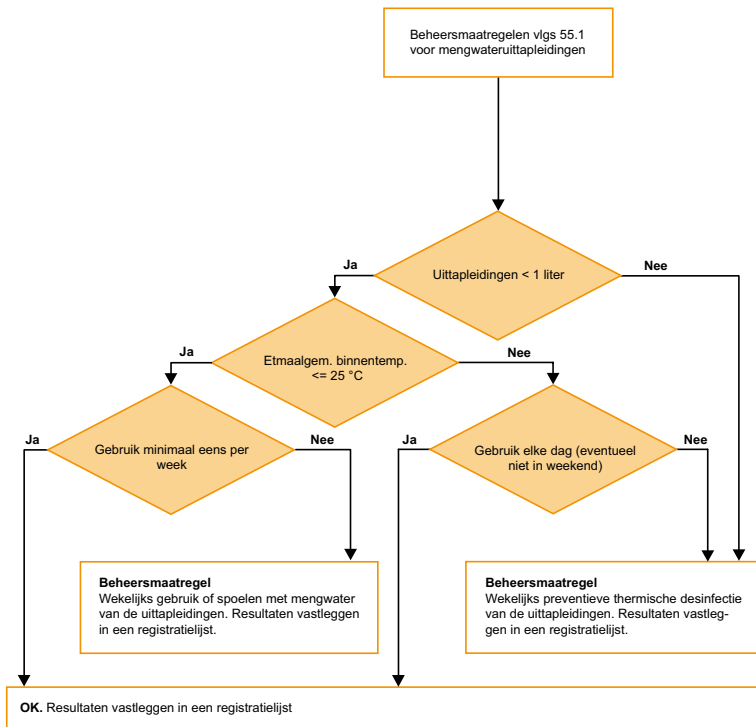 Beheersmaatregelen vlgs 55.1
voor mengwateruittapleidingen
Ja
Uittapleidingen < 1 liter
Nee
Ja
Etmaalgem. binnentemp.
<= 25 °C
Nee
Ja
Gebruik minimaal eens per
week
Nee
Ja
Gebruik elke dag (eventueel
niet in weekend)
Nee
Beheersmaatregel
Wekelijks gebruik of spoelen met mengwater
van de uittapleidingen. Resultaten vastleggen
in een registratielijst.
Beheersmaatregel
Wekelijks preventieve thermische desinfectie
van de uittapleidingen. Resultaten vastleg-
gen in een registratielijst.
OK. Resultaten vastleggen in een registratielijst